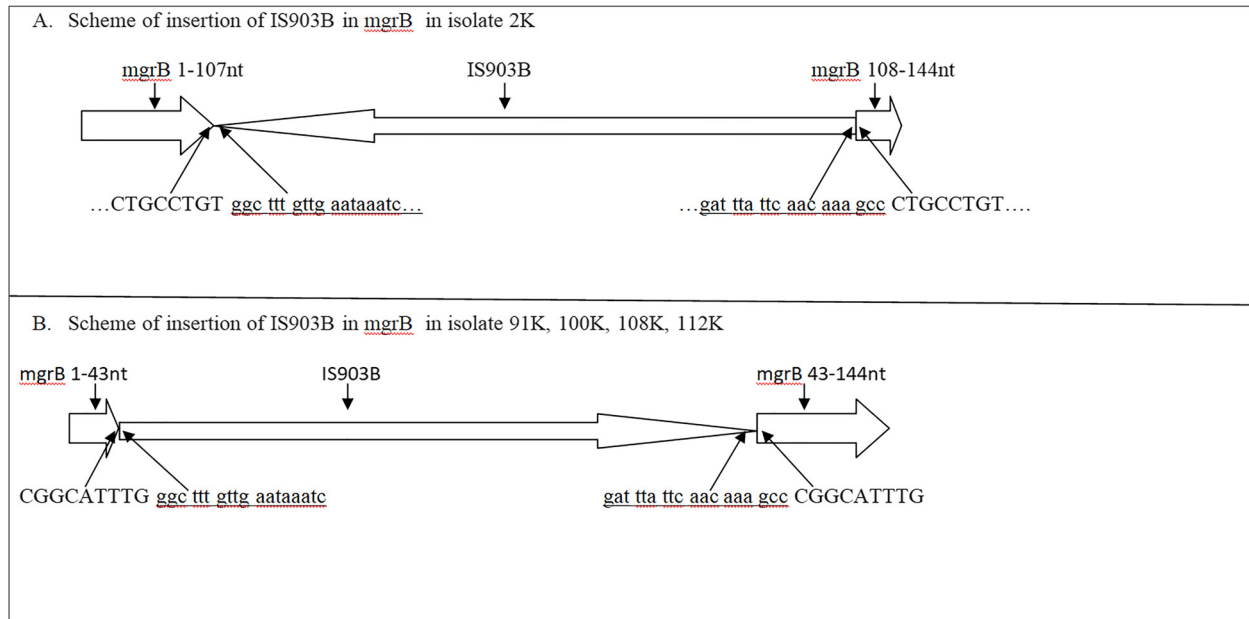 A. Scheme of insertion of IS903B in mgrB in isolate 2K
mgrB 1-107nt IS903B mgrB 108-144nt
…CTGCCTGT ggc ttt gttg aataaatc… …gat tta ttc aac aaa gcc CTGCCTGT….
B. Scheme of insertion of IS903B in mgrB in isolate 91K, 100K, 108K, 112K
mgrB 1-43nt IS903B mgrB 43-144nt
CGGCATTTG ggc ttt gttg aataaatc gat tta ttc aac aaa gcc CGGCATTTG